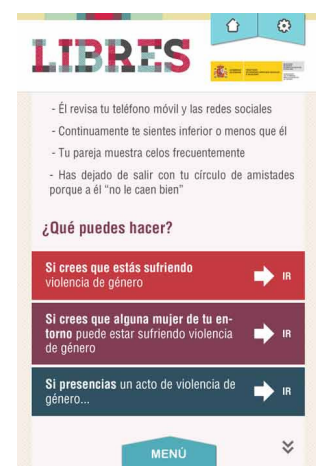 LIBRES
- Él revisa tu teléfono móvil y las redes sociales
- Continuamente te sientes inferior o menos que él
- Tu pareja muestra celos frecuentemente
- Has dejado de salir con tu círculo de amistades
porque a él “no le caen bien”
¿Qué puedes hacer?
Si crees que estás sufriendo
violencia de género
IR
Si crees que alguna mujer de tu en-
torno puede estar sufriendo violencia
de género
IR
Si presencias un acto de violencia de
género...
IR
MENÚ